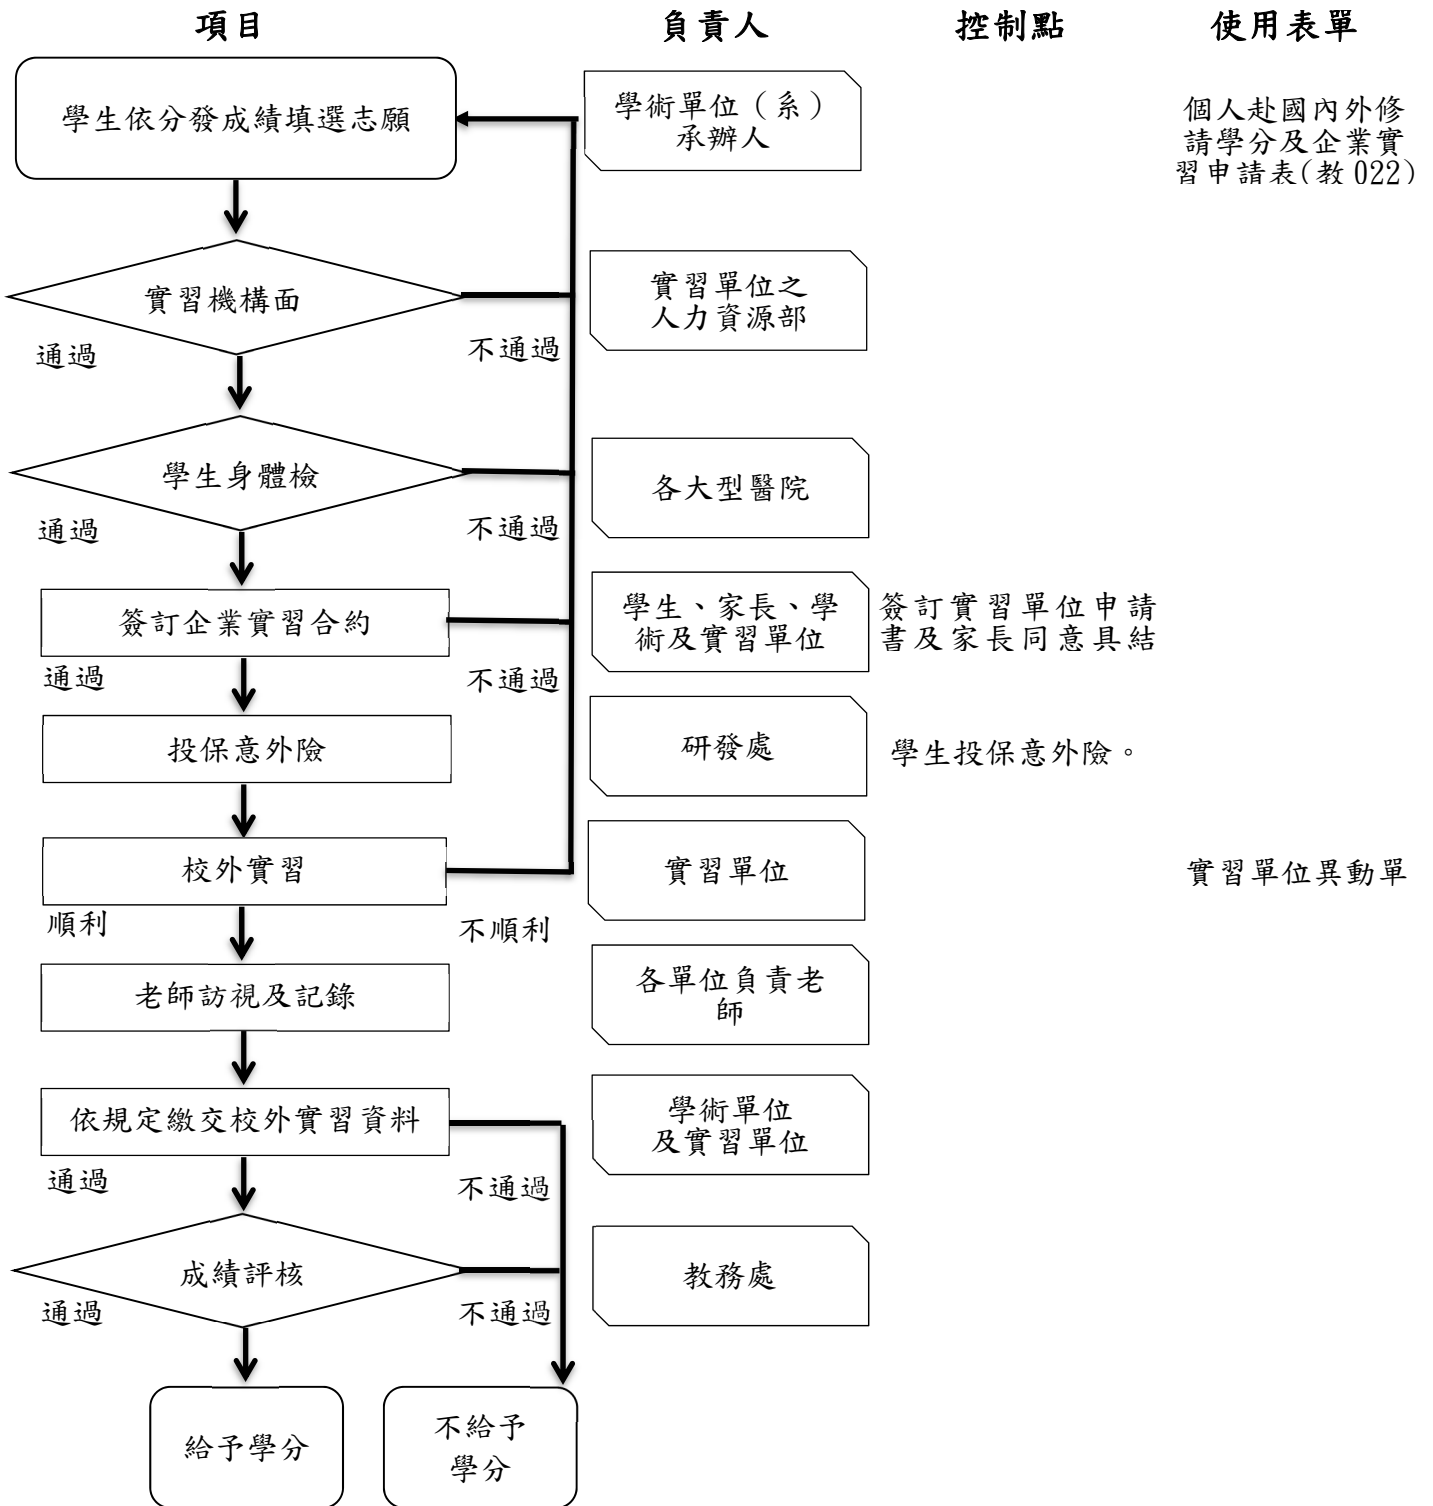 項目
負責人
控制點
使用表單
學生依分發成績填選志願
學術單位（系）
承辦人
個人赴國內外修
請學分及企業實
習申請表(教 022)
實習機構面
實習單位之
人力資源部
通過
不通過
學生身體檢
各大型醫院
通過
不通過
簽訂企業實習合約
學生、家長、學
術及實習單位
簽訂實習單位申請
書及家長同意具結
通過
不通過
投保意外險
研發處
學生投保意外險。
校外實習
實習單位
實習單位異動單
順利
不順利
老師訪視及記錄
各單位負責老
師
依規定繳交校外實習資料
學術單位
及實習單位
通過
不通過
成績評核
教務處
通過
不通過
給予學分
不給予
學分